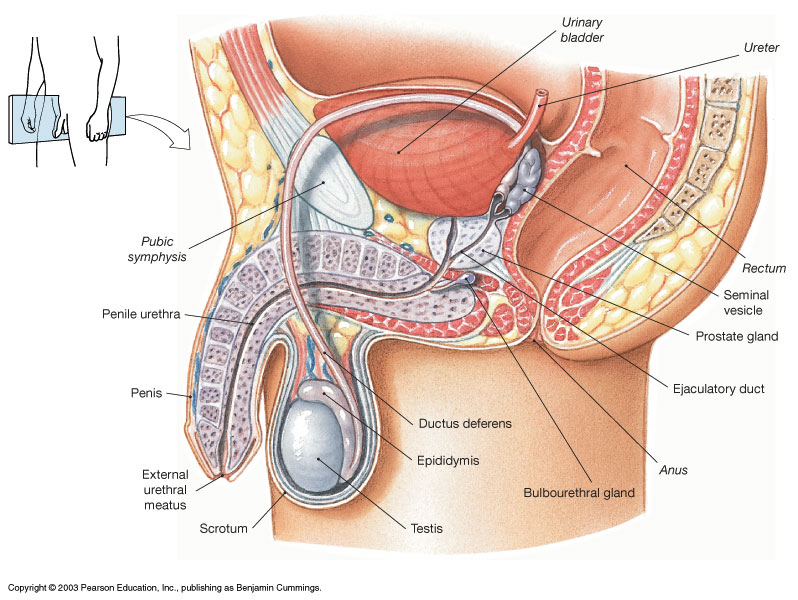 Urinary
bladder
Ureter
Pubic
symphysis
Rectum
Seminal
vesicle
Penile urethra
Prostate gland
Penis
Ejaculatory duct
Ductus deferens
Epididymis
Anus
External
urethral
meatus
Bulbourethral gland
Scrotum
Testis
Copyright © 2003 Pearson Education, Inc., publishing as Benjamin Cummings.